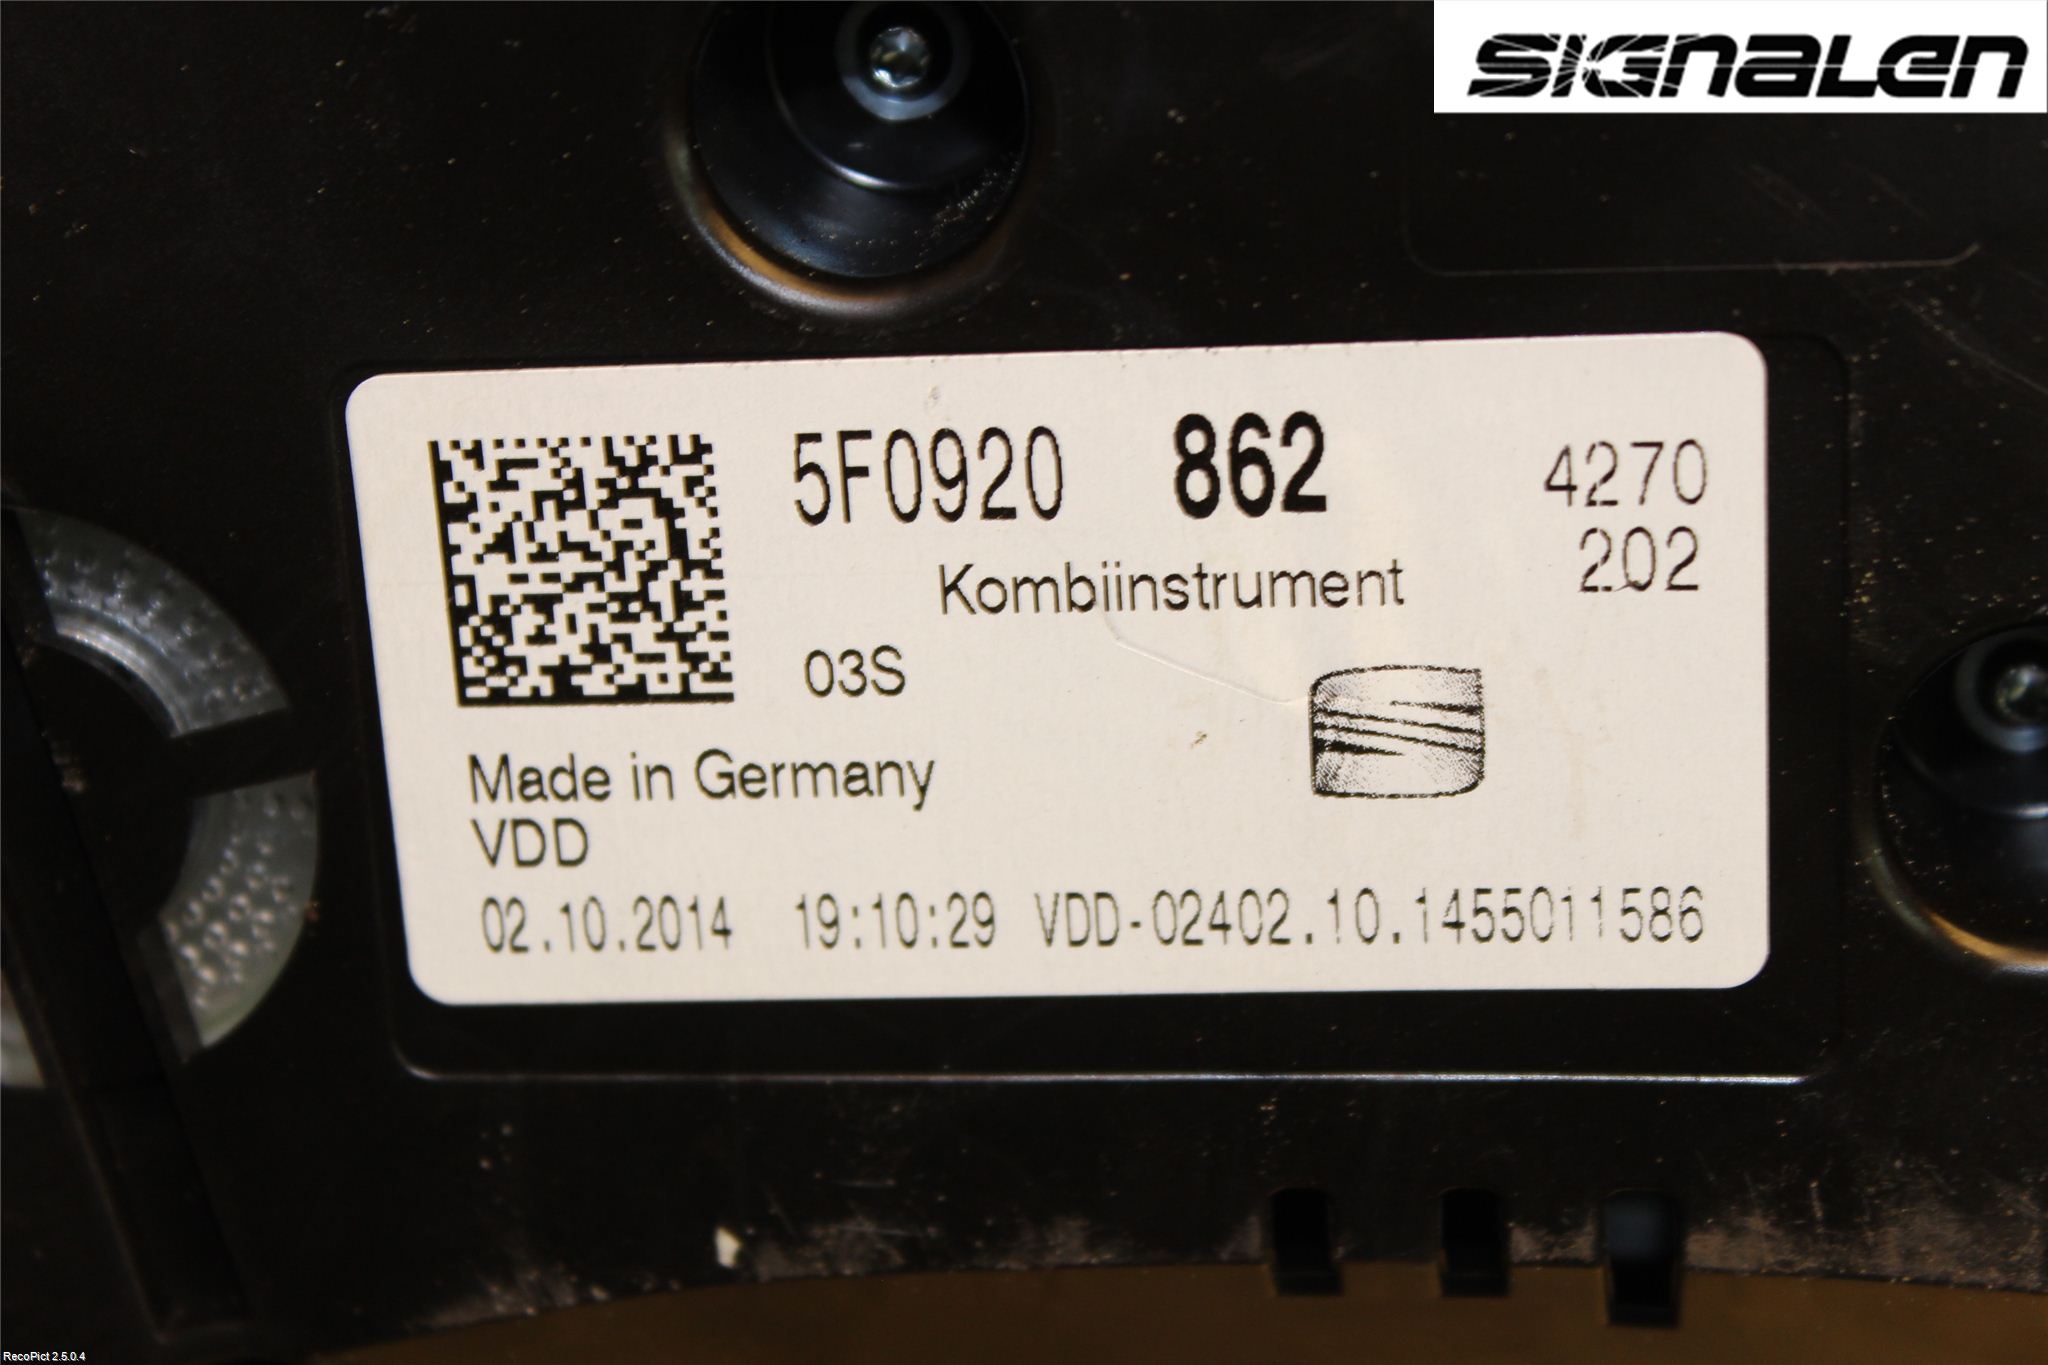 SIGNALEN
5F0920 862 4270
202
Kombiinstrument
03S
Made in Germany
VDD
02.10.2014 19:10:29 VDD-02402.10.1455011586
RecoPict 2.5.0.4